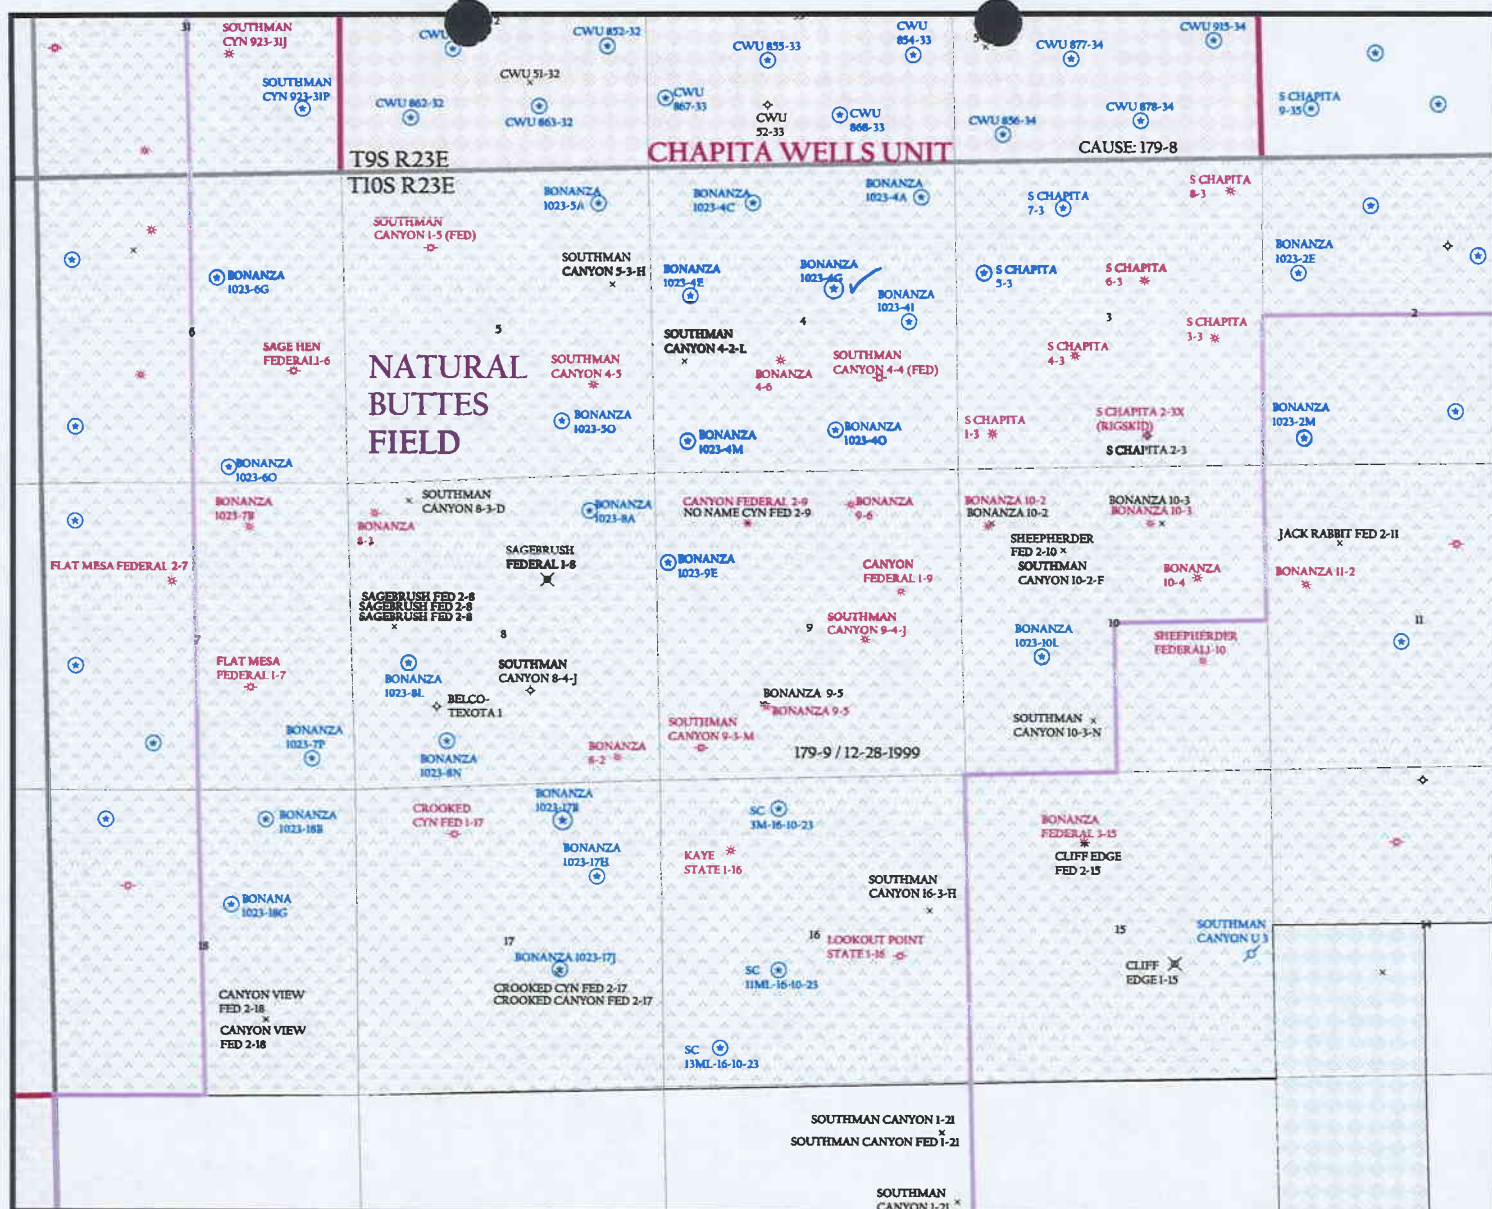 31
SOUTHMAN
CYN 923-31J
SOUTHMAN
CYN 923-31P
CWU 852-32
CWU 51-32
CWU 862-32
CWU 863-32
CWU 855-33
CWU
854-33
CWU
867-33
CWU
52-33
CWU
868-33
CWU 915-34
CWU 877-34
CWU 878-34
CWU 856-34
S CHAPITA
9-35
T9S R23E
T10S R23E
CHAPITA WELLS UNIT
CAUSE: 179-8
BONANZA
1023-5A
BONANZA
1023-4C
BONANZA
1023-4A
S CHAPITA
7-3
S CHAPITA
8-3
SOUTHMAN
CANYON 1-5 (FED)
SOUTHMAN
CANYON 5-3-H
BONANZA
1023-6G
BONANZA
1023-4E
BONANZA
1023-4G
BONANZA
1023-4I
S CHAPITA
5-3
S CHAPITA
6-3
BONANZA
1023-2E
6
5
4
3
2
SAGE HEN
FEDERAL1-6
NATURAL
BUTTES
FIELD
SOUTHMAN
CANYON 4-5
SOUTHMAN
CANYON 4-2-L
BONANZA
4-6
SOUTHMAN
CANYON 4-4 (FED)
S CHAPITA
4-3
S CHAPITA
3-3
BONANZA
1023-5O
BONANZA
1023-4M
BONANZA
1023-4O
S CHAPITA
1-3
S CHAPITA 2-3X
(RIGSKID)
S CHAPITA 2-3
BONANZA
1023-2M
BONANZA
1023-6O
BONANZA
1023-7B
SOUTHMAN
CANYON 8-3-D
BONANZA
8-3
BONANZA
1023-8A
CANYON FEDERAL 2-9
NO NAME CYN FED 2-9
BONANZA
9-6
BONANZA 10-2
BONANZA 10-2
BONANZA 10-3
BONANZA 10-3
SHEEPHERDER
FED 2-10
SOUTHMAN
CANYON 10-2-F
JACK RABBIT FED 2-11
FLAT MESA FEDERAL 2-7
SAGEBRUSH
FEDERAL 1-8
SAGEBRUSH FED 2-8
SAGEBRUSH FED 2-8
SAGEBRUSH FED 2-8
BONANZA
1023-9E
CANYON
FEDERAL 1-9
SOUTHMAN
CANYON 9-4-J
BONANZA
10-4
BONANZA 11-2
7
8
9
10
11
BONANZA
1023-10L
SHEEPHERDER
FEDERAL1-10
FLAT MESA
FEDERAL 1-7
BONANZA
1023-8L
SOUTHMAN
CANYON 8-4-J
BELCO-
TEXOTA 1
BONANZA 9-5
BONANZA 9-5
SOUTHMAN
CANYON 9-3-M
SOUTHMAN
CANYON 10-3-N
BONANZA
1023-7P
BONANZA
1023-8N
BONANZA
8-2
179-9 / 12-28-1999
BONANZA
1023-18B
CROOKED
CYN FED 1-17
BONANZA
1023-17B
BONANZA
1023-17H
SC
3M-16-10-23
KAYE
STATE 1-16
BONANZA
FEDERAL 3-15
CLIFF EDGE
FED 2-15
SOUTHMAN
CANYON 16-3-H
BONANA
1023-18G
18
17
16
15
14
BONANZA 1023-17J
CROOKED CYN FED 2-17
CROOKED CANYON FED 2-17
SC
11ML-16-10-23
LOOKOUT POINT
STATE 1-16
CLIFF
EDGE 1-15
SOUTHMAN
CANYON U 3
CANYON VIEW
FED 2-18
CANYON VIEW
FED 2-18
SC
13ML-16-10-23
SOUTHMAN CANYON 1-21
SOUTHMAN CANYON FED 1-21
SOUTHMAN
CANYON 1-21